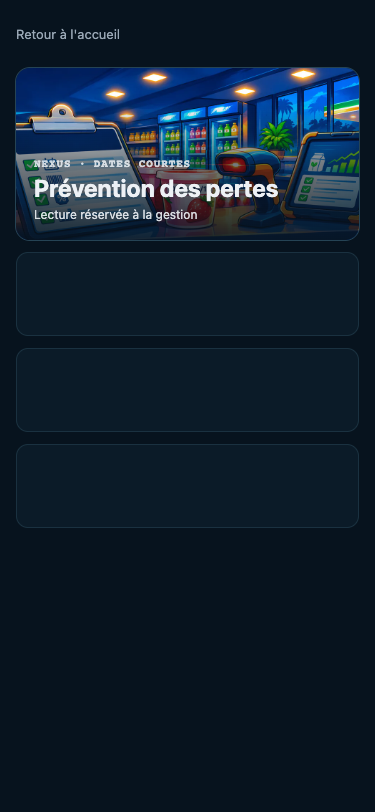 Retour à l'accueil
NEXUS · DATES COURTES
Prévention des pertes
Lecture réservée à la gestion